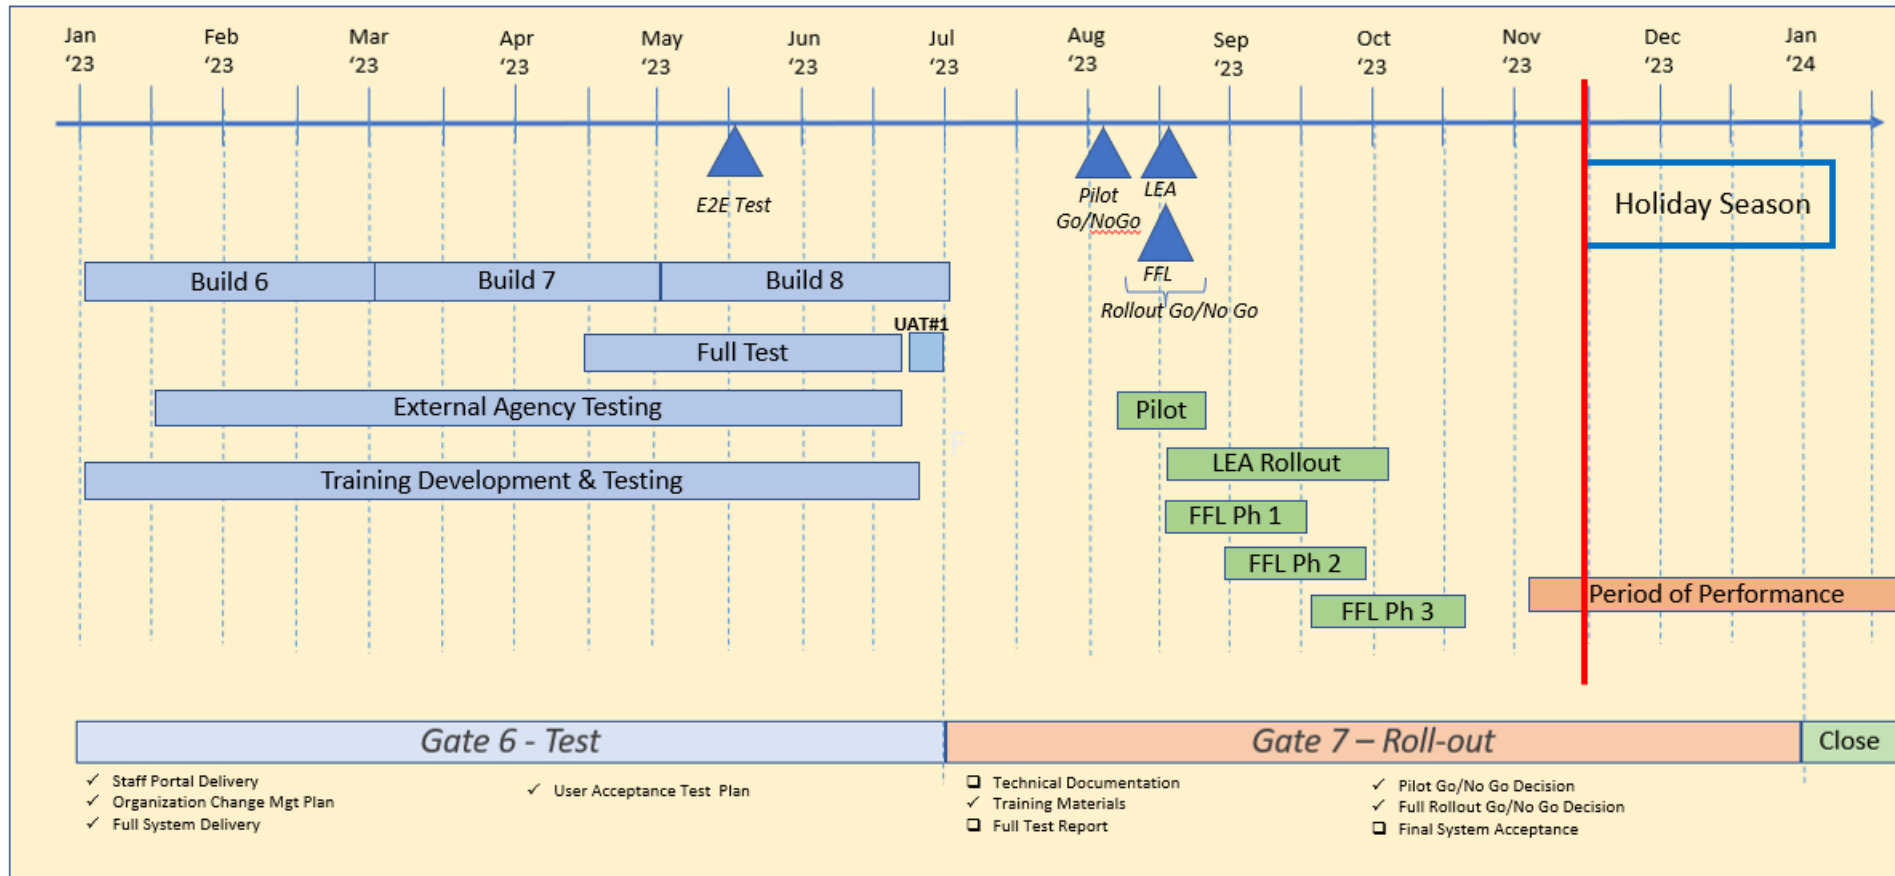 Jan Feb Mar Apr May Jun Jul Aug Sep Oct Nov Dec Jan
‘23 ‘23 ‘23 ‘23 ‘23 ‘23 ‘23 ‘23 ‘23 ‘23 ‘23 ‘23 ‘24
E2E Test
Pilot
Go/NoGo
LEA
FFL
Rollout Go/No Go
Holiday Season
Build 6
Build 7
Build 8
UAT#1
Full Test
External Agency Testing
Pilot
F
LEA Rollout
Training Development & Testing
FFL Ph 1
FFL Ph 2
FFL Ph 3
Period of Performance
Gate 6 - Test
Gate 7 – Roll-out
Close
✓ Staff Portal Delivery
✓ Organization Change Mgt Plan
✓ Full System Delivery
✓ User Acceptance Test Plan
❑ Technical Documentation
✓ Training Materials
❑ Full Test Report
✓ Pilot Go/No Go Decision
✓ Full Rollout Go/No Go Decision
❑ Final System Acceptance